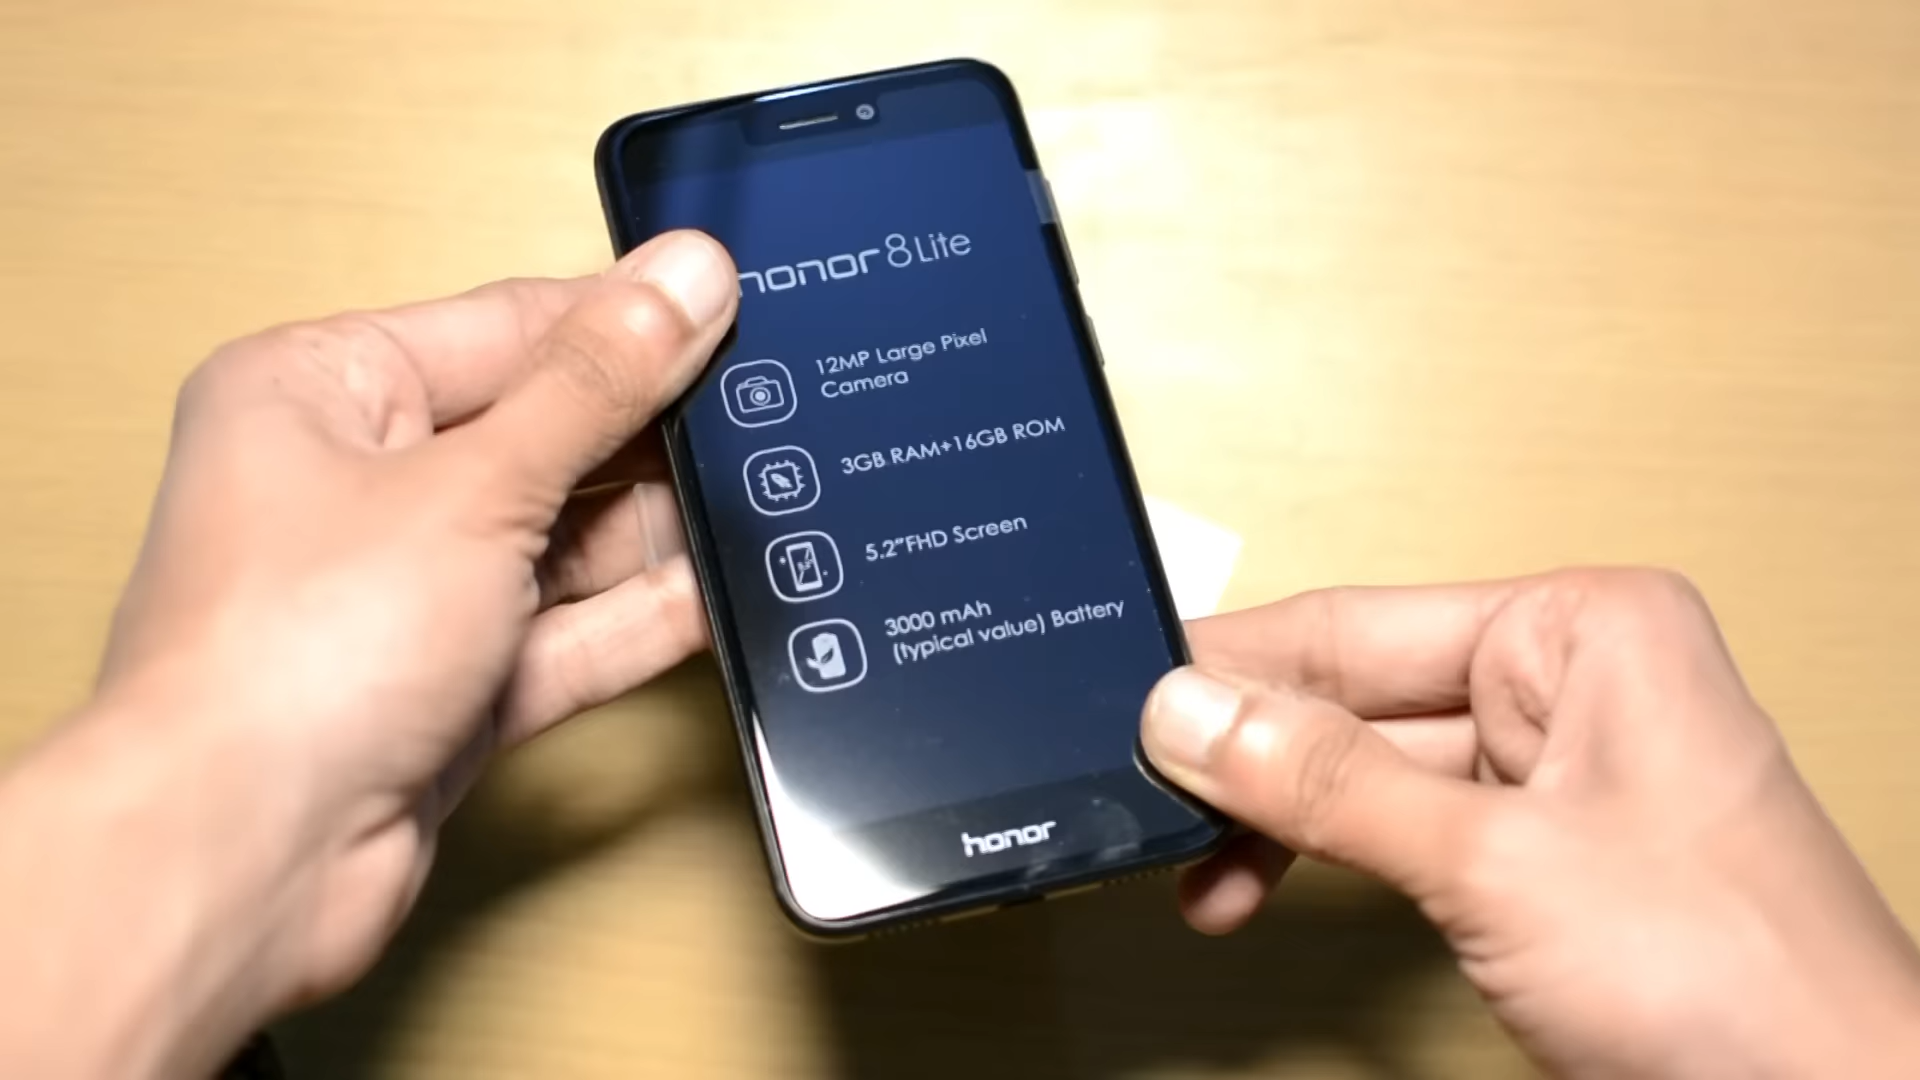 honor 8 Lite
12MP Large Pixel
Camera
3GB RAM+16GB ROM
5.2"FHD Screen
3000 mAh
(typical value) Battery
honor